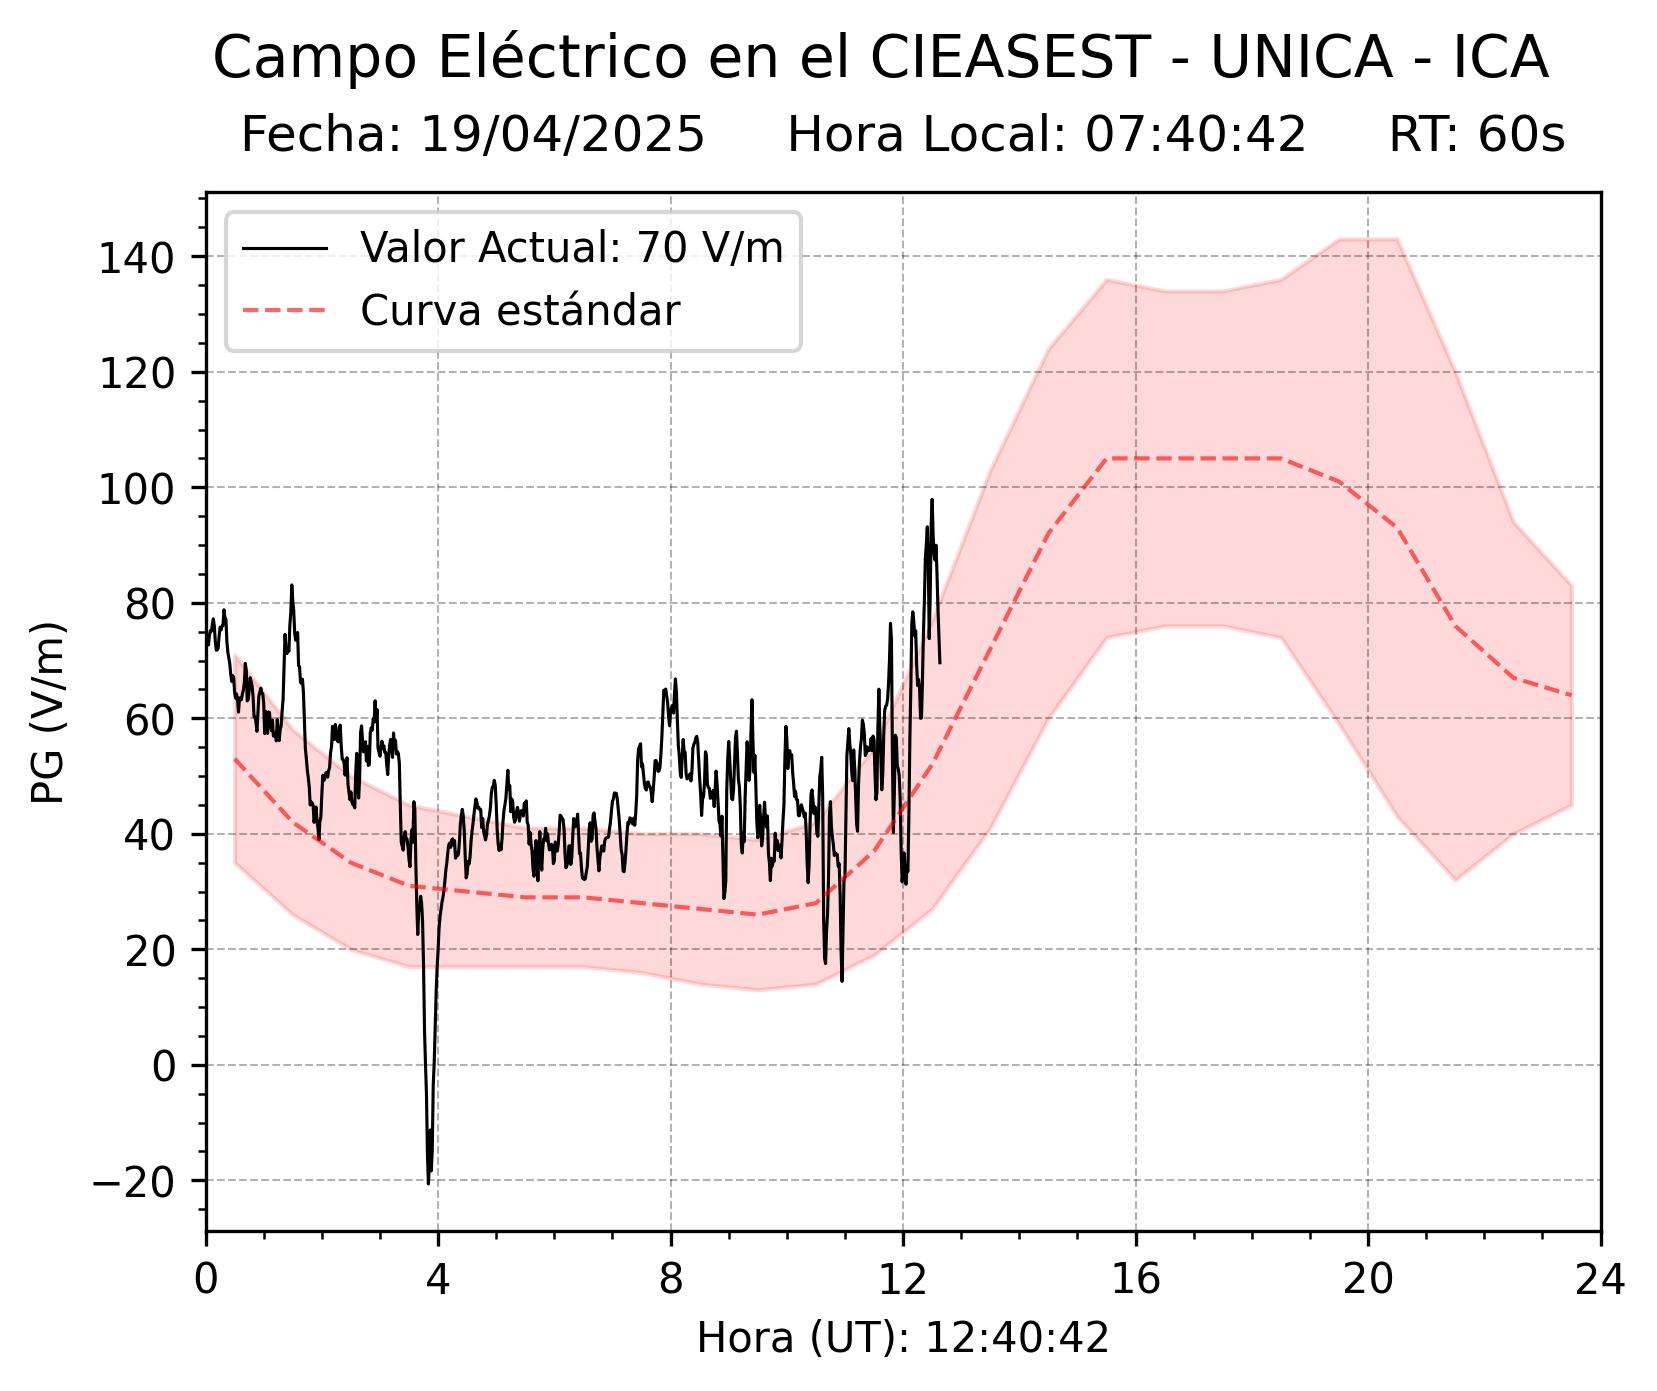 Campo Eléctrico en el CIEASEST - UNICA - ICA
Fecha: 19/04/2025 Hora Local: 07:40:42 RT: 60s
Valor Actual: 70 V/m
Curva estándar
140
120
100
80
60
40
20
0
−20
PG (V/m)
0 4 8 12 16 20 24
Hora (UT): 12:40:42